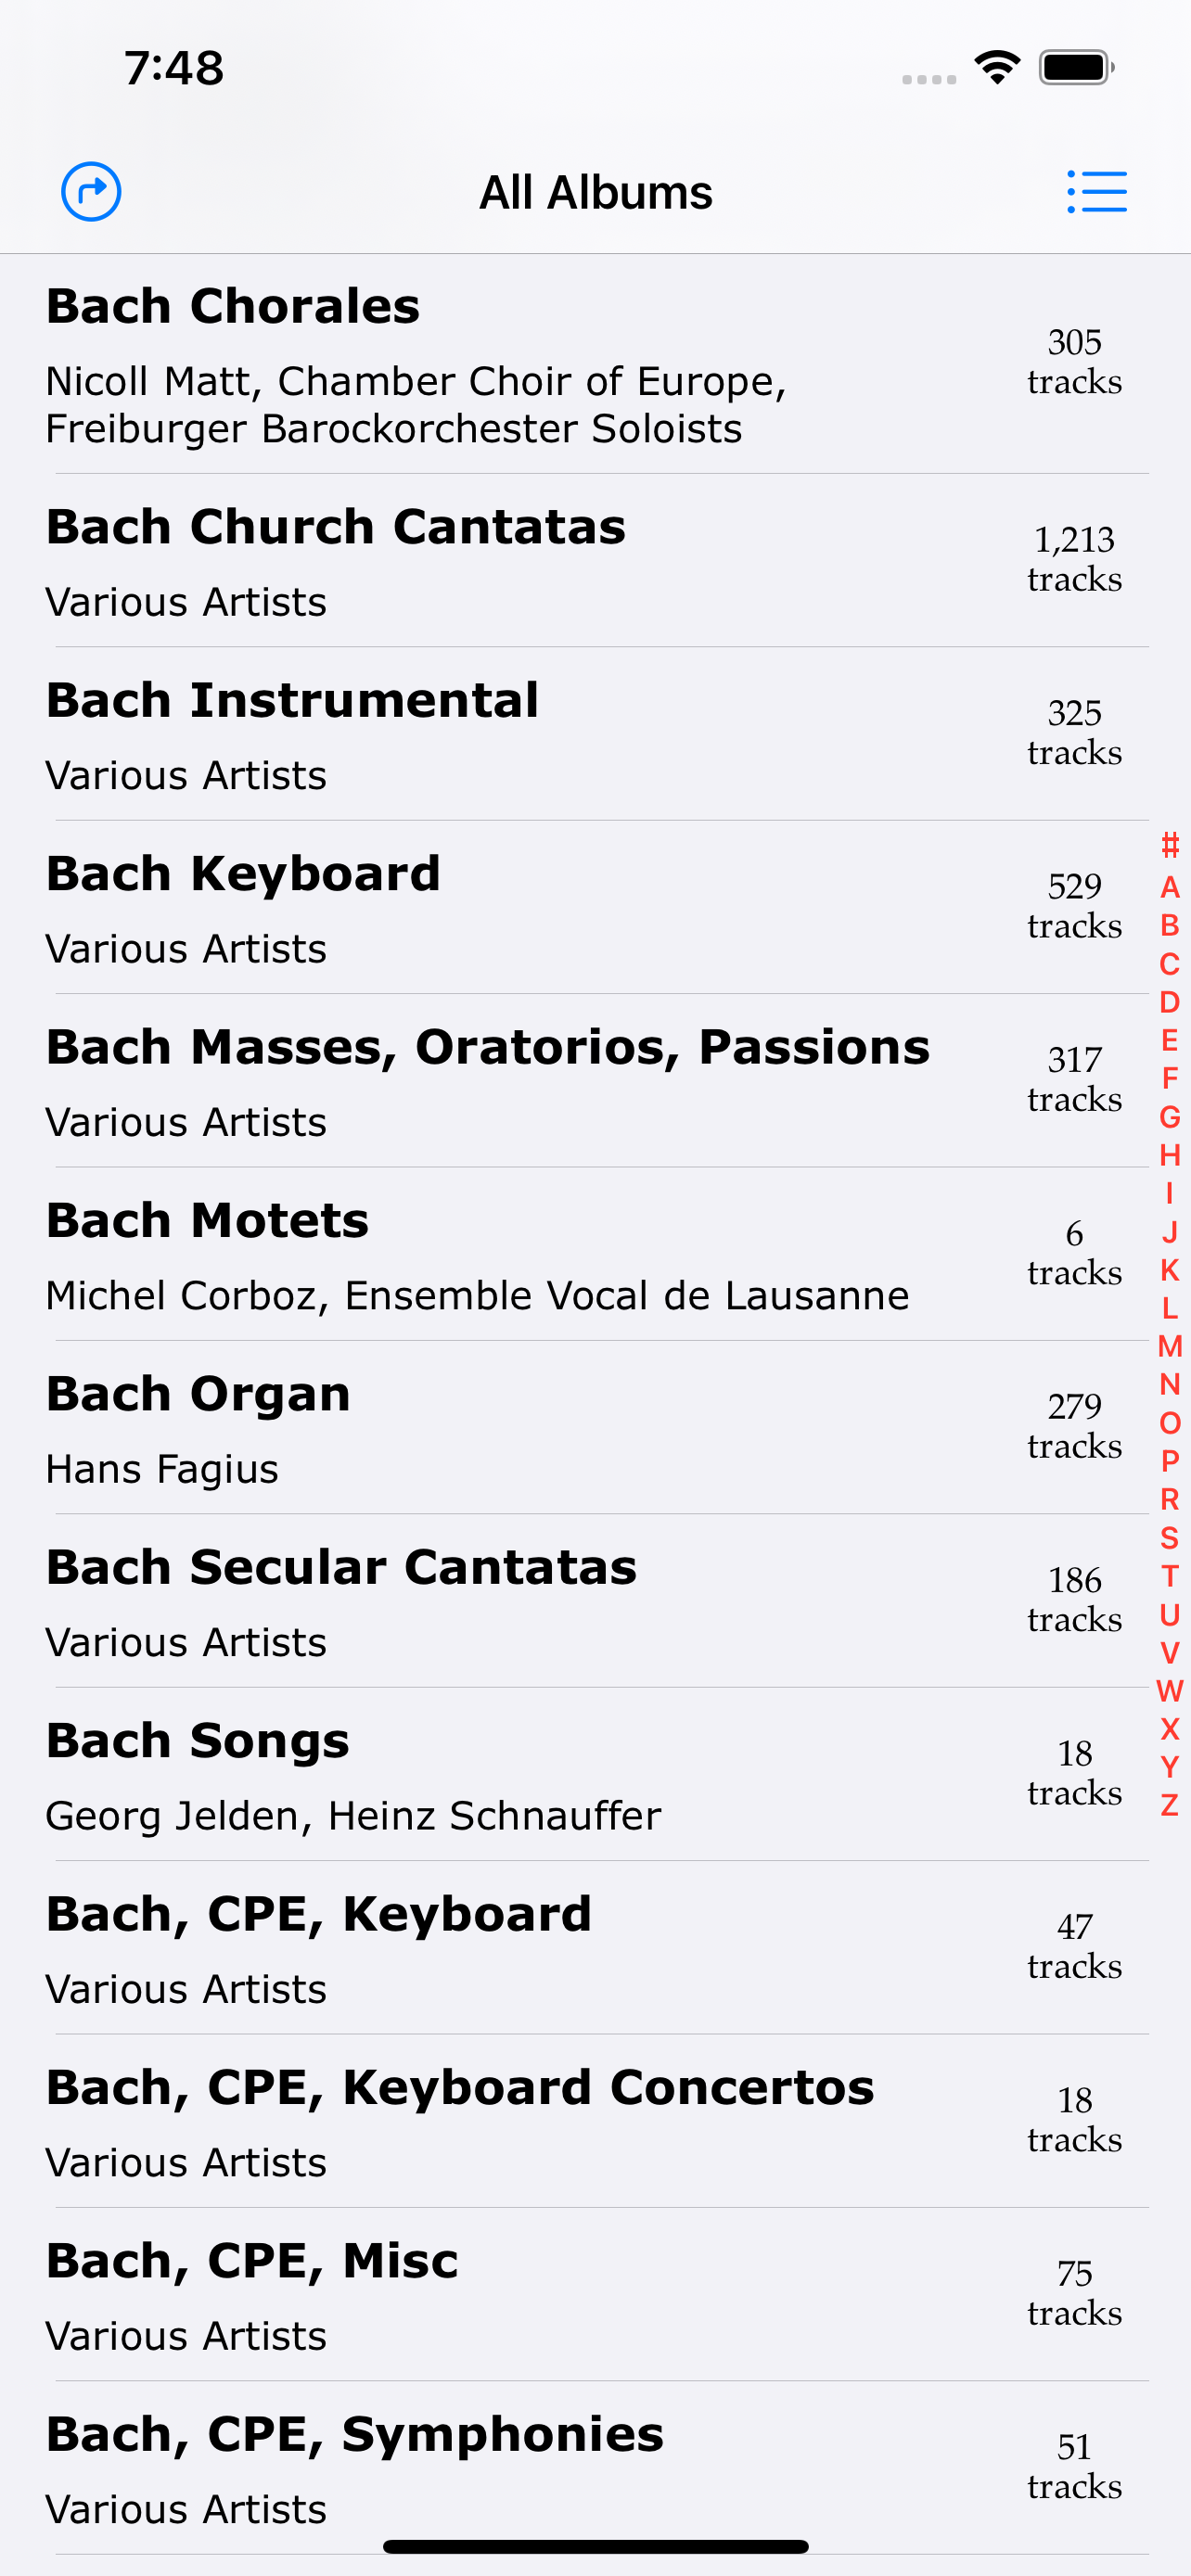 7:48
All Albums
Bach Chorales
Nicoll Matt, Chamber Choir of Europe,
Freiburger Barockorchester Soloists
305
tracks
Bach Church Cantatas
Various Artists
1,213
tracks
Bach Instrumental
Various Artists
325
tracks
Bach Keyboard
Various Artists
529
tracks
Bach Masses, Oratorios, Passions
Various Artists
317
tracks
Bach Motets
Michel Corboz, Ensemble Vocal de Lausanne
6
tracks
Bach Organ
Hans Fagius
279
tracks
Bach Secular Cantatas
Various Artists
186
tracks
Bach Songs
Georg Jelden, Heinz Schnauffer
18
tracks
Bach, CPE, Keyboard
Various Artists
47
tracks
Bach, CPE, Keyboard Concertos
Various Artists
18
tracks
Bach, CPE, Misc
Various Artists
75
tracks
Bach, CPE, Symphonies
Various Artists
51
tracks
#
A
B
C
D
E
F
G
H
I
J
K
L
M
N
O
P
R
S
T
U
V
W
X
Y
Z